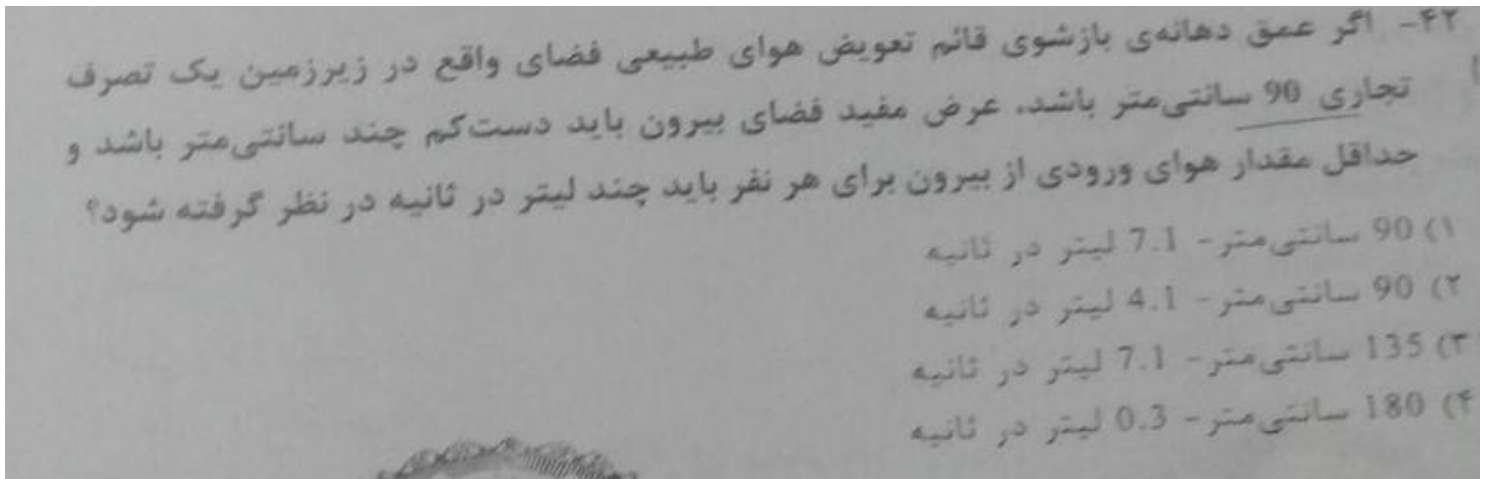 ۴۲- اگر عمق دهانه‌ی بازشوی قائم تعویض هوای طبیعی فضای واقع در زیرزمین یک تصرف
تجاری 90 سانتی‌متر باشد، عرض مفید فضای بیرون باید دست‌کم چند سانتی‌متر باشد و
حداقل مقدار هوای ورودی از بیرون برای هر نفر باید چند لیتر در ثانیه در نظر گرفته شود؟
۱) 90 سانتی‌متر - 7.1 لیتر در ثانیه
۲) 90 سانتی‌متر - 4.1 لیتر در ثانیه
۳) 135 سانتی‌متر - 7.1 لیتر در ثانیه
۴) 180 سانتی‌متر - 0.3 لیتر در ثانیه